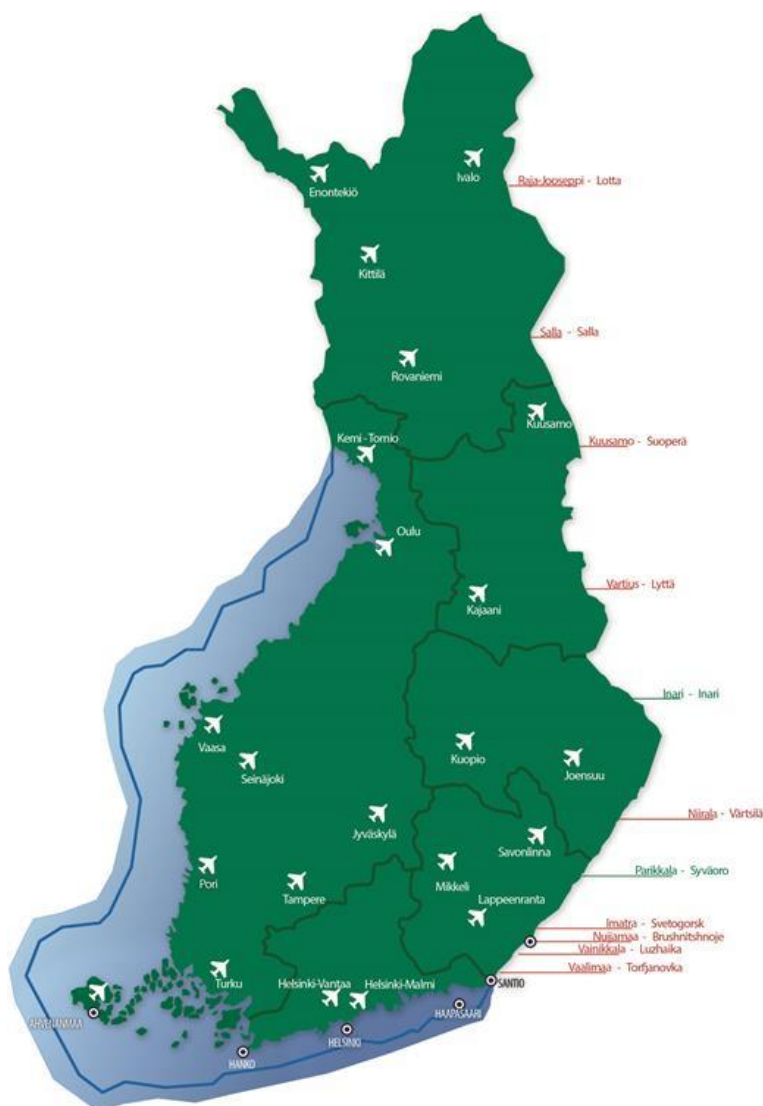 Ivalo
Enontekiö
Raja-Jooseppi - Lotta
Kittilä
Salla - Salla
Rovaniemi
Kuusamo
Kemi - Tornio
Kuusamo - Suoperä
Oulu
Vartius - Lyttä
Kajaani
Inari - Inari
Vaasa
Kuopio
Joensuu
Seinäjoki
Jyväskylä
Niirala - Värtsilä
Savonlinna
Pori
Mikkeli
Parikkala - Syväoro
Tampere
Lappeenranta
Imatra - Svetogorsk
Nuijamaa - Brushnitshnoje
Vainikkala - Luzhaika
Vaalimaa - Torfjanovka
Turku
Helsinki-Vantaa
Helsinki-Malmi
SANTIO
HAAPASAARI
AHVENANMAA
HELSINKI
HANKO